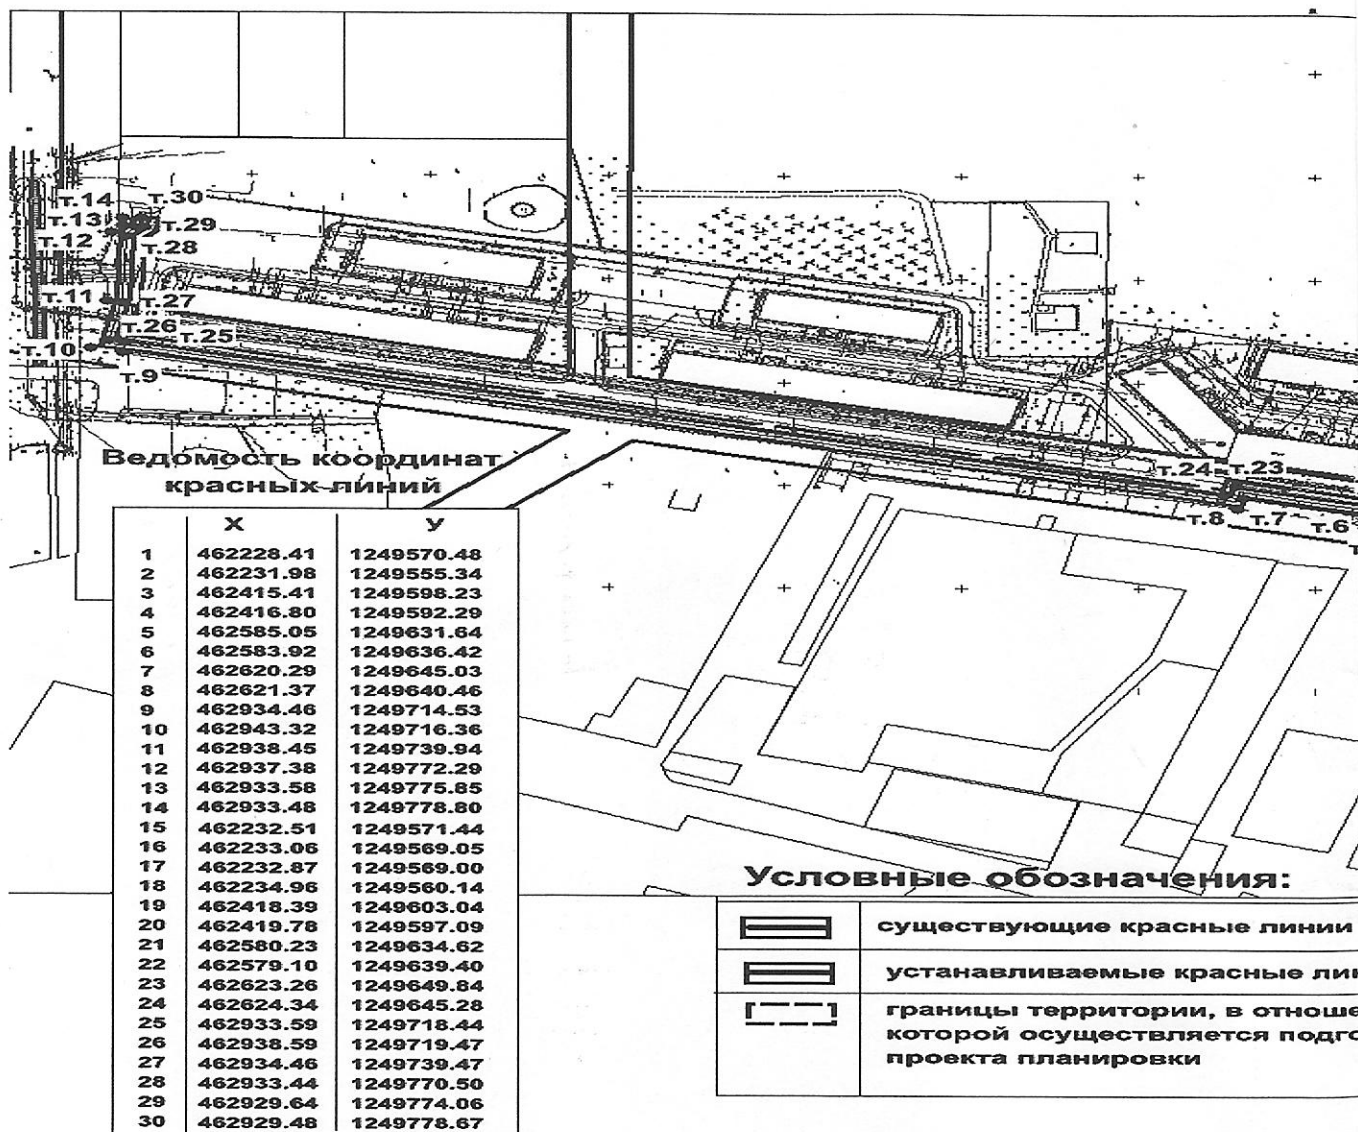 т.14
т.30
т.13
т.29
т.12
т.28
т.11
т.27
т.26
т.25
т.10
т.9
Ведомость координат
красных линий
т.24
т.23
т.8
т.7
т.6
X У
1 462228.41 1249570.48
2 462231.98 1249555.34
3 462415.41 1249598.23
4 462416.80 1249592.29
5 462585.05 1249631.64
6 462583.92 1249636.42
7 462620.29 1249645.03
8 462621.37 1249640.46
9 462934.46 1249714.53
10 462943.32 1249716.36
11 462938.45 1249739.94
12 462937.38 1249772.29
13 462933.58 1249775.85
14 462933.48 1249778.80
15 462232.51 1249571.44
16 462233.06 1249569.05
17 462232.87 1249569.00
18 462234.96 1249560.14
19 462418.39 1249603.04
20 462419.78 1249597.09
21 462580.23 1249634.62
22 462579.10 1249639.40
23 462623.26 1249649.84
24 462624.34 1249645.28
25 462933.59 1249718.44
26 462938.59 1249719.47
27 462934.46 1249739.47
28 462933.44 1249770.50
29 462929.64 1249774.06
30 462929.48 1249778.67
Условные обозначения:
существующие красные линии
устанавливаемые красные лин
границы территории, в отноше
которой осуществляется подго
проекта планировки